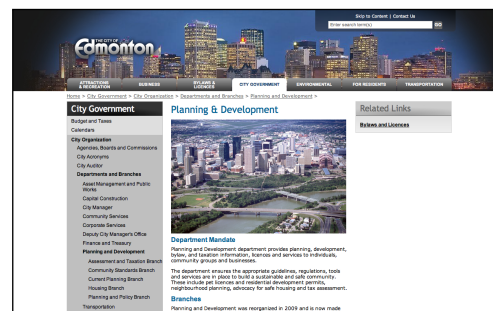 Skip to Content | Contact Us
Enter search term(s) GO
THE CITY OF
Edmonton
ATTRACTIONS & RECREATION
BUSINESS
BYLAWS & LICENCES
CITY GOVERNMENT
ENVIRONMENTAL
FOR RESIDENTS
TRANSPORTATION
Home > City Government > City Organization > Departments and Branches > Planning and Development >
City Government
Budget and Taxes
Calendars
City Organization
Agencies, Boards and Commissions
City Acronyms
City Auditor
Departments and Branches
Asset Management and Public
Works
Capital Construction
City Manager
Community Services
Corporate Services
Deputy City Manager's Office
Finance and Treasury
Planning and Development
Assessment and Taxation Branch
Community Standards Branch
Current Planning Branch
Housing Branch
Planning and Policy Branch
Transportation
Planning & Development
Department Mandate
Planning and Development department provides planning, development,
bylaw, and taxation information, licences and services to individuals,
community groups and businesses.
The department ensures the appropriate guidelines, regulations, tools
and services are in place to build a sustainable and safe community.
These include pet licences and residential development permits,
neighbourhood planning, advocacy for safe housing and tax assessment.
Branches
Planning and Development was reorganized in 2009 and is now made
Related Links
Bylaws and Licences